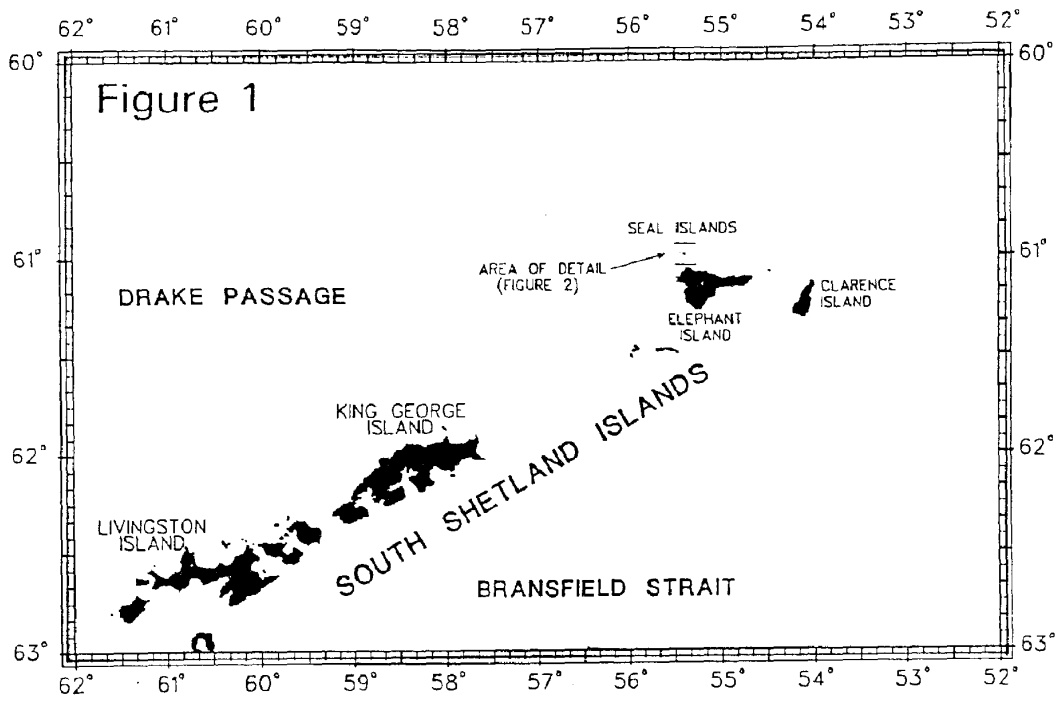 62° 61° 60° 59° 58° 57° 56° 55° 54° 53° 52°
60° 60°
Figure 1
SEAL ISLANDS
61° 61°
AREA OF DETAIL
(FIGURE 2)
DRAKE PASSAGE
CLARENCE
ISLAND
ELEPHANT
ISLAND
KING GEORGE
ISLAND
62° 62°
SOUTH SHETLAND ISLANDS
LIVINGSTON
ISLAND
BRANSFIELD STRAIT
63° 63°
62° 61° 60° 59° 58° 57° 56° 55° 54° 53° 52°